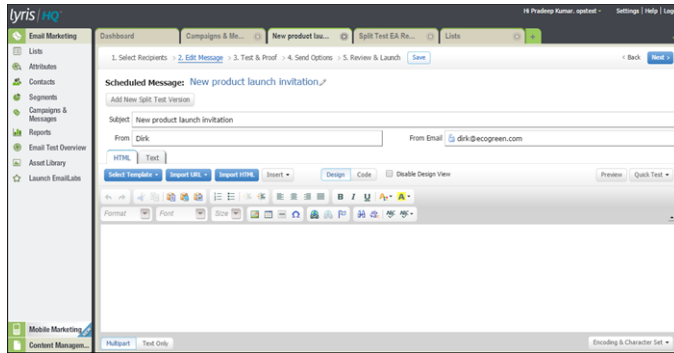 lyris HQ
Hi Pradeep Kumar. opstest Settings | Help | Log
Email Marketing
Dashboard
Campaigns & Me...
New product lau...
Split Test EA Re...
Lists
+
Lists
Attributes
Contacts
Segments
Campaigns & Messages
Reports
Email Test Overview
Asset Library
Launch EmailLabs
1. Select Recipients > 2. Edit Message > 3. Test & Proof > 4. Send Options > 5. Review & Launch Save
< Back Next >
Scheduled Message: New product launch invitation
Add New Split Test Version
Subject New product launch invitation
From Dirk From Email dirk@ecogreen.com
HTML Text
Select Template Import URL Import HTML Insert Design Code Disable Design View Preview Quick Test
B I U A A
Format Font Size Ω ABC ABC
Mobile Marketing
Content Managem...
Multipart Text Only
Encoding & Character Set